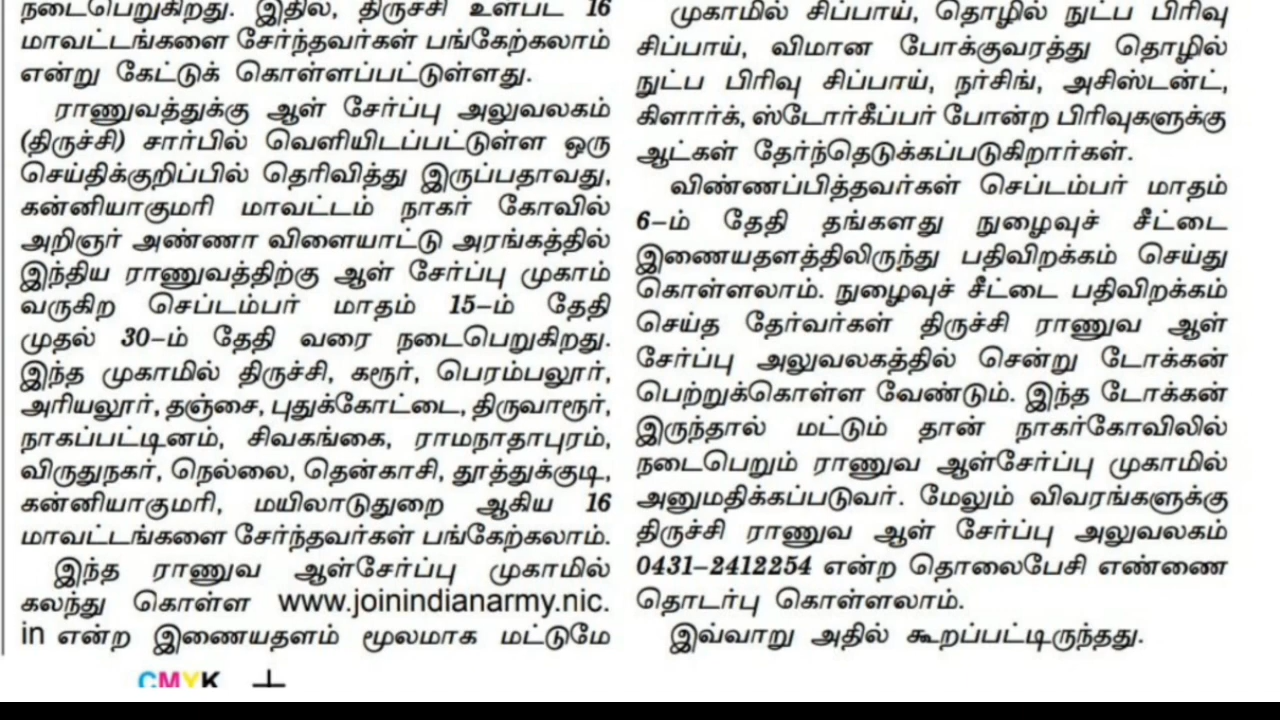 நடைபெறுகிறது. இதில், திருச்சி உள்பட 16
மாவட்டங்களை சேர்ந்தவர்கள் பங்கேற்கலாம்
என்று கேட்டுக் கொள்ளப்பட்டுள்ளது.
ராணுவத்துக்கு ஆள் சேர்ப்பு அலுவலகம்
(திருச்சி) சார்பில் வெளியிடப்பட்டுள்ள ஒரு
செய்திக்குறிப்பில் தெரிவித்து இருப்பதாவது,
கன்னியாகுமரி மாவட்டம் நாகர் கோவில்
அறிஞர் அண்ணா விளையாட்டு அரங்கத்தில்
இந்திய ராணுவத்திற்கு ஆள் சேர்ப்பு முகாம்
வருகிற செப்டம்பர் மாதம் 15–ம் தேதி
முதல் 30–ம் தேதி வரை நடைபெறுகிறது.
இந்த முகாமில் திருச்சி, கரூர், பெரம்பலூர்,
அரியலூர், தஞ்சை, புதுக்கோட்டை, திருவாரூர்,
நாகப்பட்டினம், சிவகங்கை, ராமநாதாபுரம்,
விருதுநகர், நெல்லை, தென்காசி, தூத்துக்குடி,
கன்னியாகுமரி, மயிலாடுதுறை ஆகிய 16
மாவட்டங்களை சேர்ந்தவர்கள் பங்கேற்கலாம்.
இந்த ராணுவ ஆள்சேர்ப்பு முகாமில்
கலந்து கொள்ள www.joinindianarmy.nic.
in என்ற இணையதளம் மூலமாக மட்டுமே
முகாமில் சிப்பாய், தொழில் நுட்ப பிரிவு
சிப்பாய், விமான போக்குவரத்து தொழில்
நுட்ப பிரிவு சிப்பாய், நர்சிங், அசிஸ்டன்ட்,
கிளார்க், ஸ்டோர்கீப்பர் போன்ற பிரிவுகளுக்கு
ஆட்கள் தேர்ந்தெடுக்கப்படுகிறார்கள்.
விண்ணப்பித்தவர்கள் செப்டம்பர் மாதம்
6–ம் தேதி தங்களது நுழைவுச் சீட்டை
இணையதளத்திலிருந்து பதிவிறக்கம் செய்து
கொள்ளலாம். நுழைவுச் சீட்டை பதிவிறக்கம்
செய்த தேர்வர்கள் திருச்சி ராணுவ ஆள்
சேர்ப்பு அலுவலகத்தில் சென்று டோக்கன்
பெற்றுக்கொள்ள வேண்டும். இந்த டோக்கன்
இருந்தால் மட்டும் தான் நாகர்கோவிலில்
நடைபெறும் ராணுவ ஆள்சேர்ப்பு முகாமில்
அனுமதிக்கப்படுவர். மேலும் விவரங்களுக்கு
திருச்சி ராணுவ ஆள் சேர்ப்பு அலுவலகம்
0431–2412254 என்ற தொலைபேசி எண்ணை
தொடர்பு கொள்ளலாம்.
இவ்வாறு அதில் கூறப்பட்டிருந்தது.
CMYK